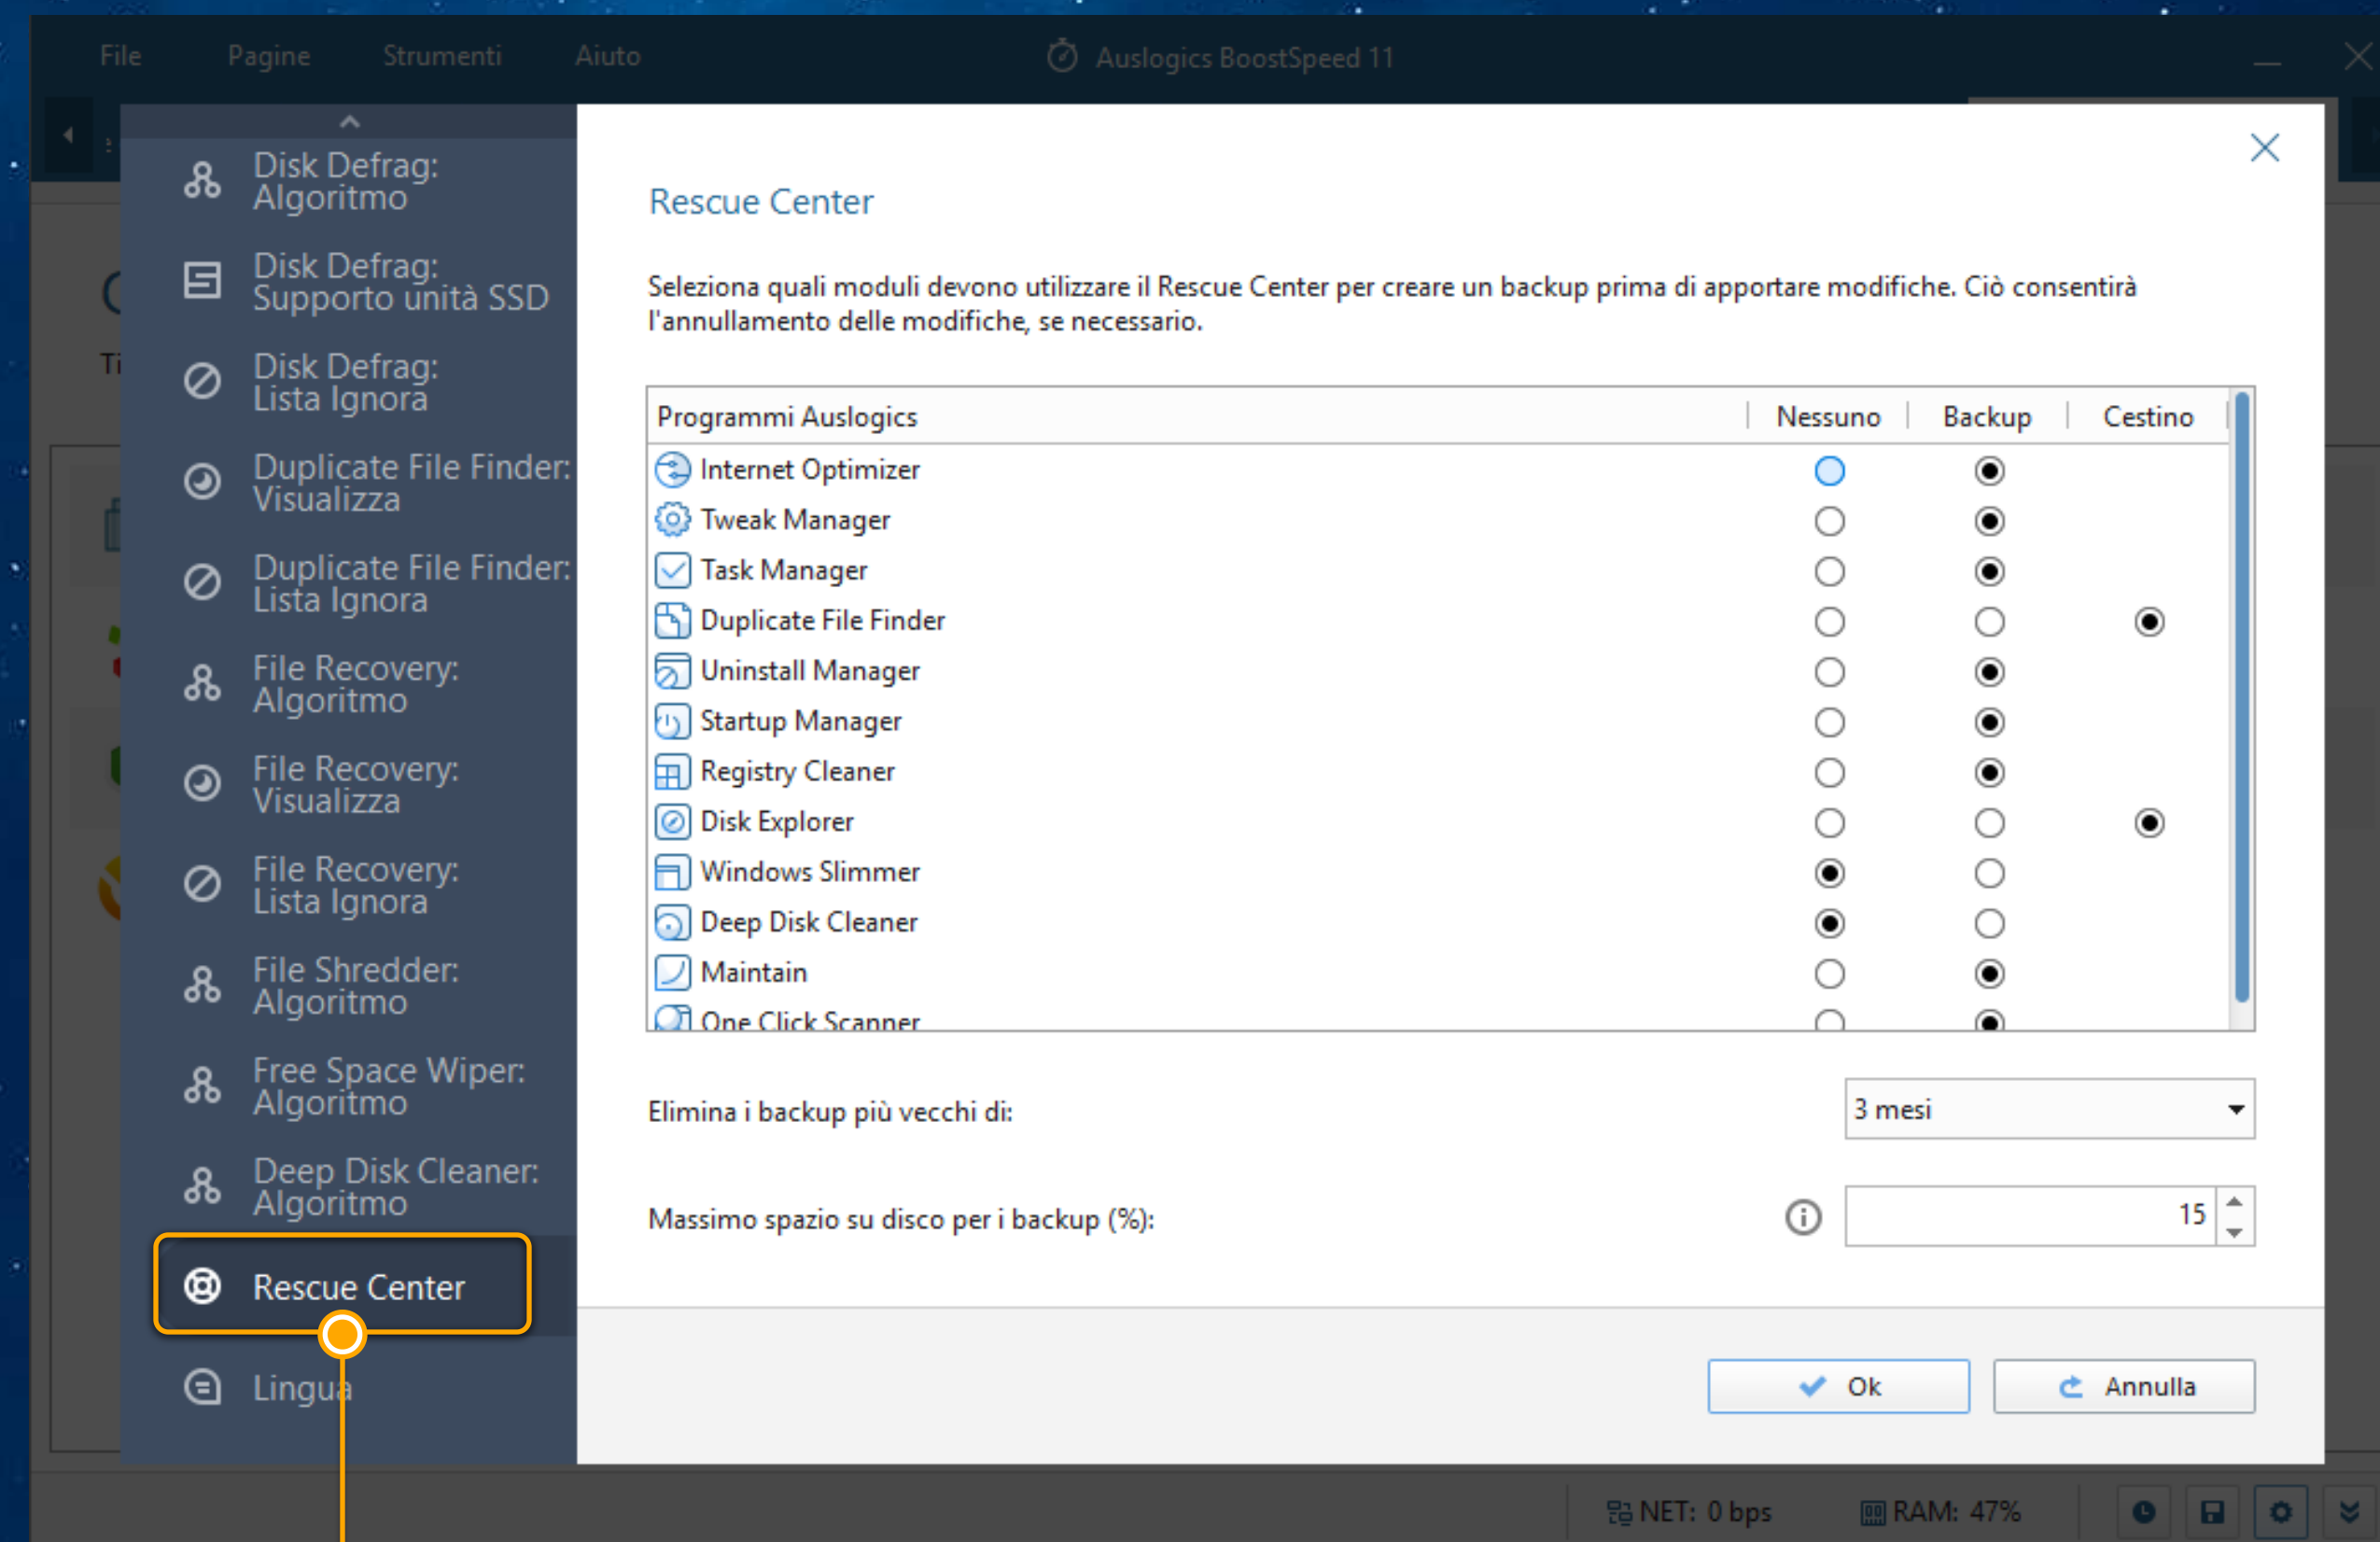 File Pagine Strumenti Aiuto Auslogics BoostSpeed 11
Disk Defrag:
Algoritmo
Disk Defrag:
Supporto unità SSD
Disk Defrag:
Lista Ignora
Duplicate File Finder:
Visualizza
Duplicate File Finder:
Lista Ignora
File Recovery:
Algoritmo
File Recovery:
Visualizza
File Recovery:
Lista Ignora
File Shredder:
Algoritmo
Free Space Wiper:
Algoritmo
Deep Disk Cleaner:
Algoritmo
Rescue Center
Lingua
Rescue Center
Seleziona quali moduli devono utilizzare il Rescue Center per creare un backup prima di apportare modifiche. Ciò consentirà
l'annullamento delle modifiche, se necessario.
Programmi Auslogics Nessuno Backup Cestino
Internet Optimizer
Tweak Manager
Task Manager
Duplicate File Finder
Uninstall Manager
Startup Manager
Registry Cleaner
Disk Explorer
Windows Slimmer
Deep Disk Cleaner
Maintain
One Click Scanner
Elimina i backup più vecchi di: 3 mesi
Massimo spazio su disco per i backup (%): 15
Ok Annulla
NET: 0 bps RAM: 47%